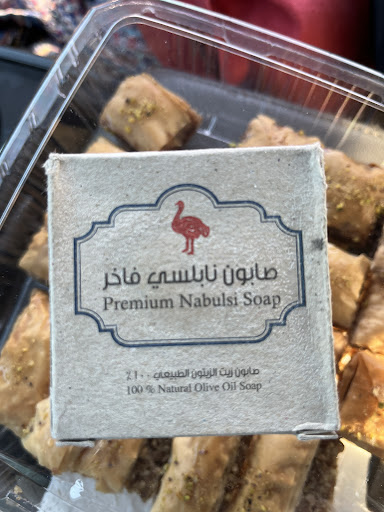 صابون نابلسي فاخر
Premium Nabulsi Soap
صابون زيت الزيتون الطبيعي ١٠٠٪
100 % Natural Olive Oil Soap